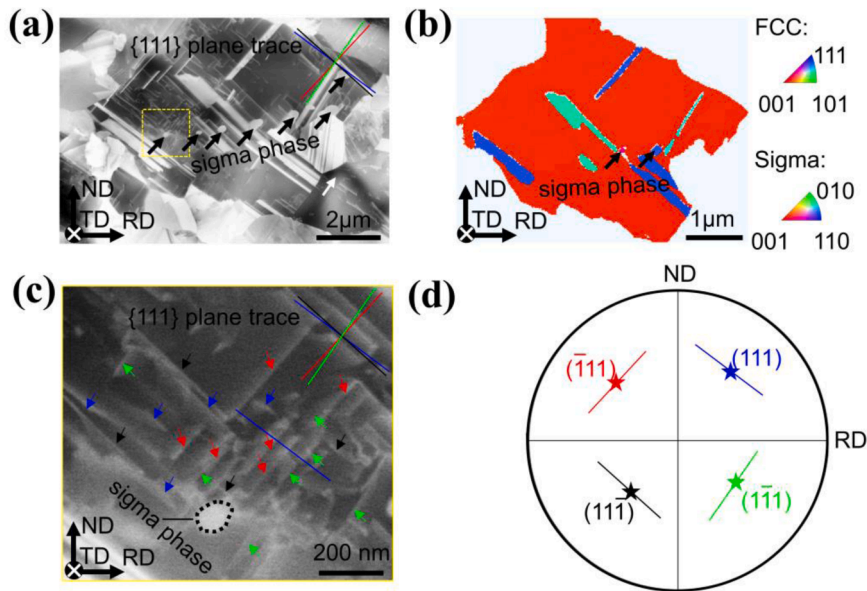 (a)
{111} plane trace
sigma phase
ND
TD
RD
2μm
(b)
FCC:
111
001
101
Sigma:
010
001
110
sigma phase
ND
TD
RD
1μm
(c)
{111} plane trace
sigma phase
ND
TD
RD
200 nm
(d)
ND
RD
(1̅11)
(111)
(111̅)
(11̅1)